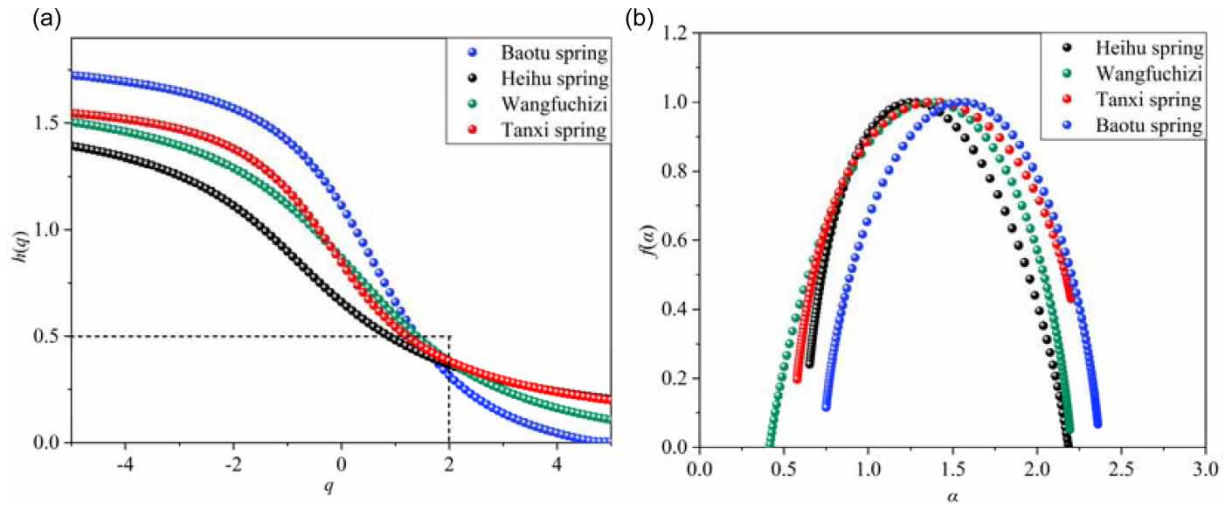 (a)
Baotu spring
Heihu spring
Wangfuchizi
Tanxi spring
1.5
1.0
0.5
0.0
h(q)
-4
-2
0
2
4
q
(b)
Heihu spring
Wangfuchizi
Tanxi spring
Baotu spring
1.2
1.0
0.8
0.6
0.4
0.2
0.0
f(α)
0.0
0.5
1.0
1.5
2.0
2.5
3.0
α